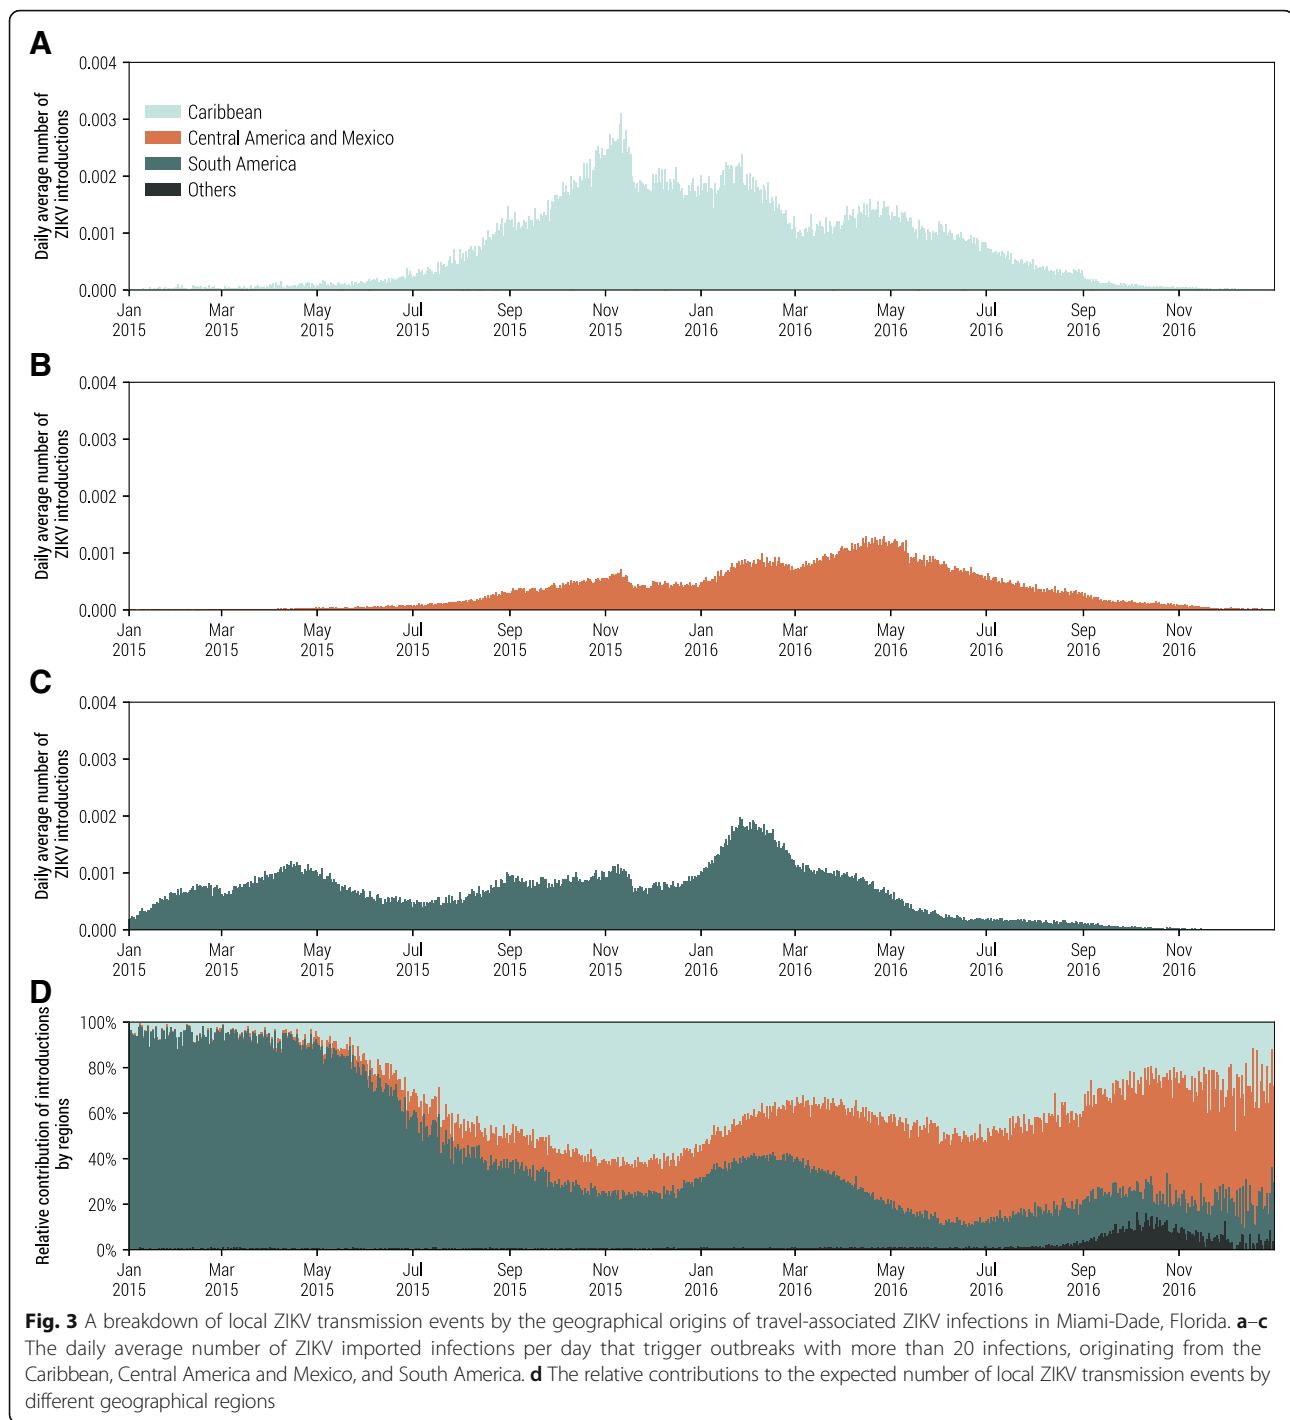 A
Daily average number of
ZIKV introductions
0.004
0.003
0.002
0.001
0.000
Caribbean
Central America and Mexico
South America
Others
Jan Mar May Jul Sep Nov Jan Mar May Jul Sep Nov
2015 2015 2015 2015 2015 2015 2016 2016 2016 2016 2016 2016
B
Daily average number of
ZIKV introductions
0.004
0.003
0.002
0.001
0.000
Jan Mar May Jul Sep Nov Jan Mar May Jul Sep Nov
2015 2015 2015 2015 2015 2015 2016 2016 2016 2016 2016 2016
C
Daily average number of
ZIKV introductions
0.004
0.003
0.002
0.001
0.000
Jan Mar May Jul Sep Nov Jan Mar May Jul Sep Nov
2015 2015 2015 2015 2015 2015 2016 2016 2016 2016 2016 2016
D
Relative contribution of introductions
by regions
100%
80%
60%
40%
20%
0%
Jan Mar May Jul Sep Nov Jan Mar May Jul Sep Nov
2015 2015 2015 2015 2015 2015 2016 2016 2016 2016 2016 2016
Fig. 3 A breakdown of local ZIKV transmission events by the geographical origins of travel-associated ZIKV infections in Miami-Dade, Florida. a–c
The daily average number of ZIKV imported infections per day that trigger outbreaks with more than 20 infections, originating from the
Caribbean, Central America and Mexico, and South America. d The relative contributions to the expected number of local ZIKV transmission events by
different geographical regions